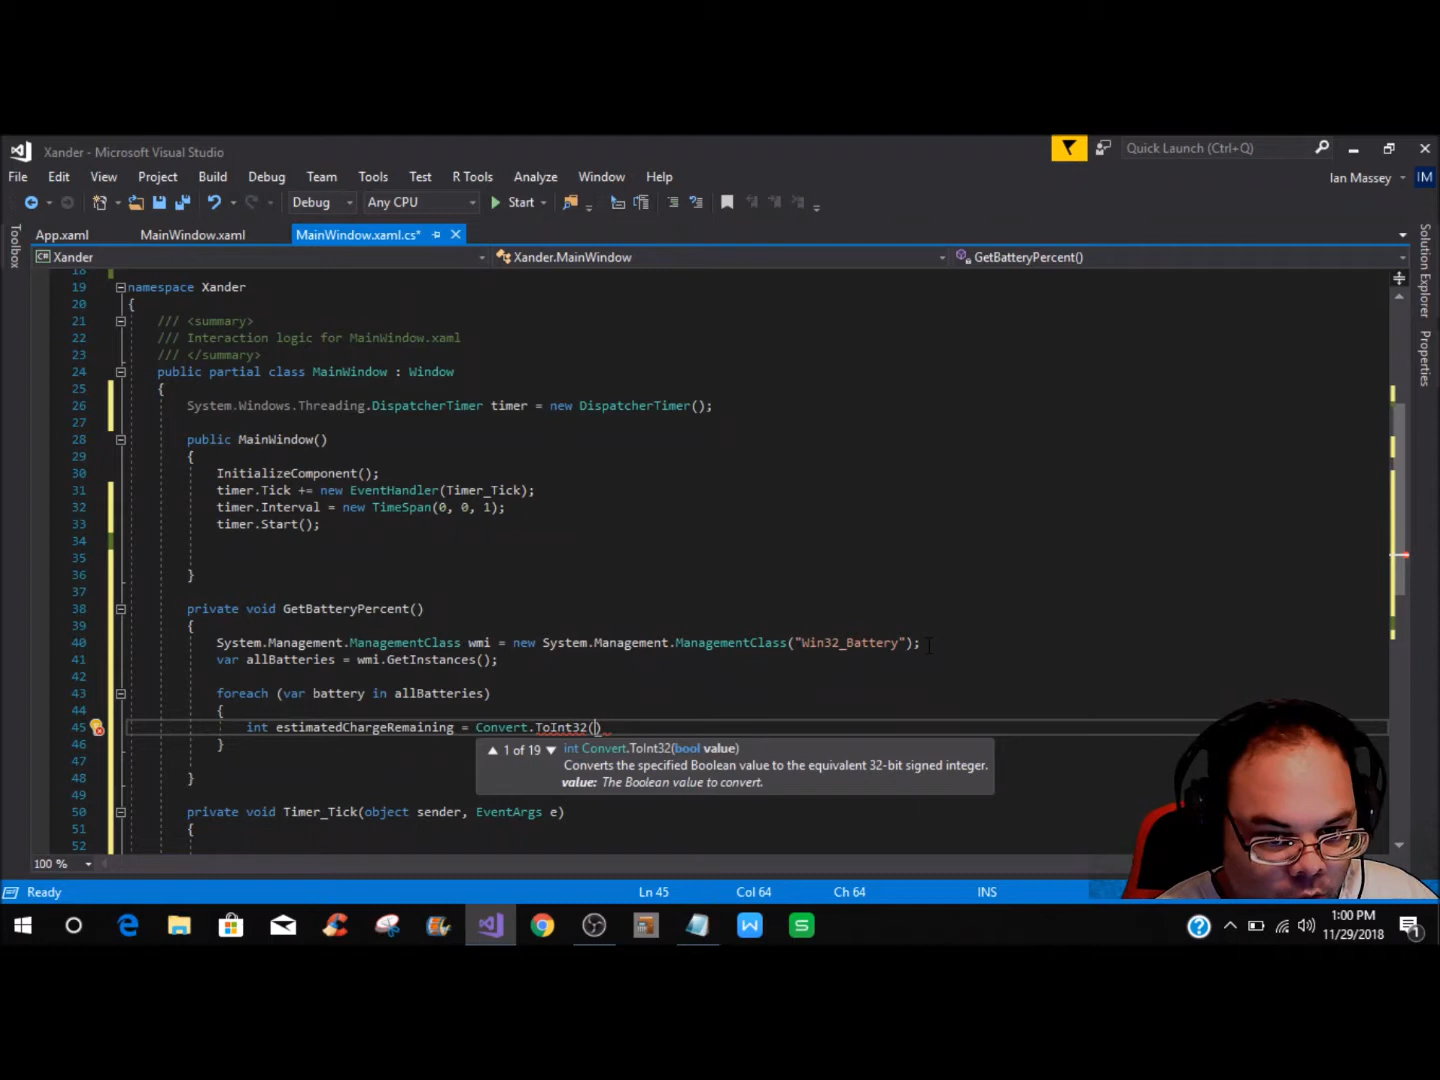 Xander - Microsoft Visual Studio
Quick Launch (Ctrl+Q)
File Edit View Project Build Debug Team Tools Test R Tools Analyze Window Help
Ian Massey IM
Debug Any CPU Start
Toolbox
App.xaml MainWindow.xaml MainWindow.xaml.cs*
Xander Xander.MainWindow GetBatteryPercent()
Solution Explorer
Properties
18
19 namespace Xander
20 {
21 /// <summary>
22 /// Interaction logic for MainWindow.xaml
23 /// </summary>
24 public partial class MainWindow : Window
25 {
26 System.Windows.Threading.DispatcherTimer timer = new DispatcherTimer();
27
28 public MainWindow()
29 {
30 InitializeComponent();
31 timer.Tick += new EventHandler(Timer_Tick);
32 timer.Interval = new TimeSpan(0, 0, 1);
33 timer.Start();
34
35
36 }
37
38 private void GetBatteryPercent()
39 {
40 System.Management.ManagementClass wmi = new System.Management.ManagementClass("Win32_Battery");
41 var allBatteries = wmi.GetInstances();
42
43 foreach (var battery in allBatteries)
44 {
45 int estimatedChargeRemaining = Convert.ToInt32()
46 }
1 of 19 int Convert.ToInt32(bool value)
Converts the specified Boolean value to the equivalent 32-bit signed integer.
value: The Boolean value to convert.
47
48 }
49
50 private void Timer_Tick(object sender, EventArgs e)
51 {
52
100 %
Ready Ln 45 Col 64 Ch 64 INS
1:00 PM
11/29/2018
1